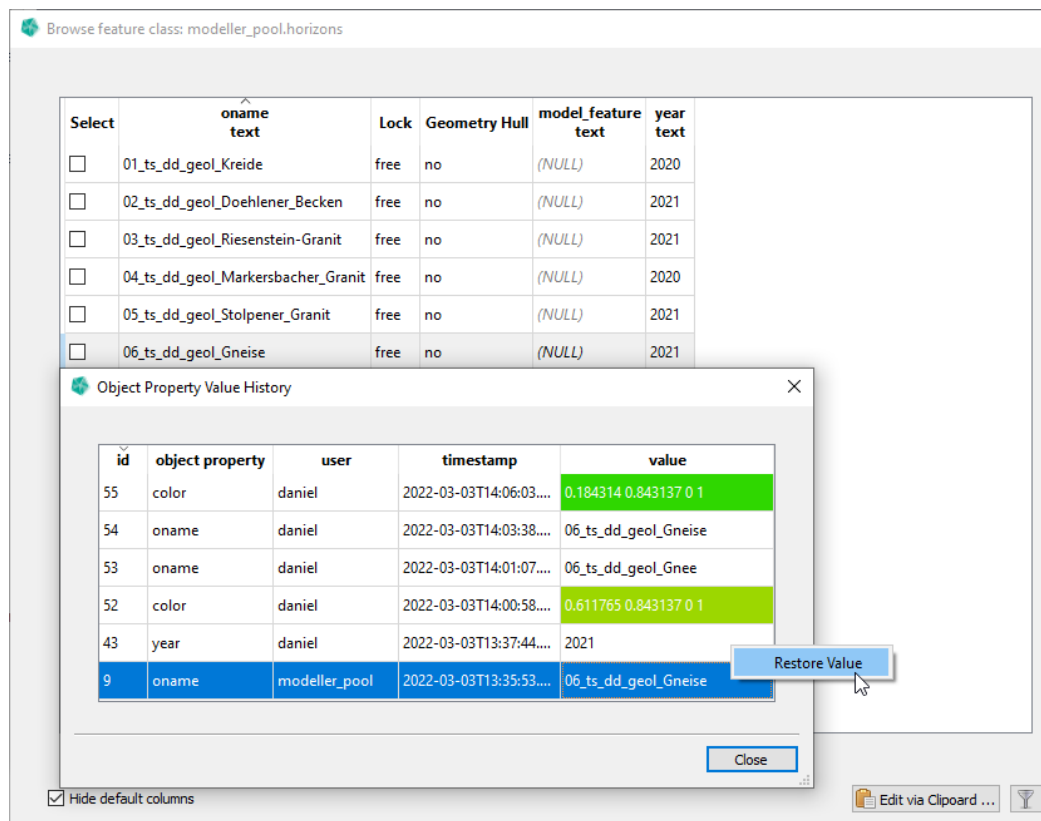 Browse feature class: modeller_pool.horizons
Select oname text Lock Geometry Hull model_feature text year text
01_ts_dd_geol_Kreide free no (NULL) 2020
02_ts_dd_geol_Doehlener_Becken free no (NULL) 2021
03_ts_dd_geol_Riesenstein-Granit free no (NULL) 2021
04_ts_dd_geol_Markersbacher_Granit free no (NULL) 2020
05_ts_dd_geol_Stolpener_Granit free no (NULL) 2021
06_ts_dd_geol_Gneise free no (NULL) 2021
Object Property Value History
id object property user timestamp value
55 color daniel 2022-03-03T14:06:03.... 0.184314 0.843137 0 1
54 oname daniel 2022-03-03T14:03:38.... 06_ts_dd_geol_Gneise
53 oname daniel 2022-03-03T14:01:07.... 06_ts_dd_geol_Gnee
52 color daniel 2022-03-03T14:00:58.... 0.611765 0.843137 0 1
43 year daniel 2022-03-03T13:37:44.... 2021
Restore Value
9 oname modeller_pool 2022-03-03T13:35:53.... 06_ts_dd_geol_Gneise
Close
Hide default columns
Edit via Clipoard ...